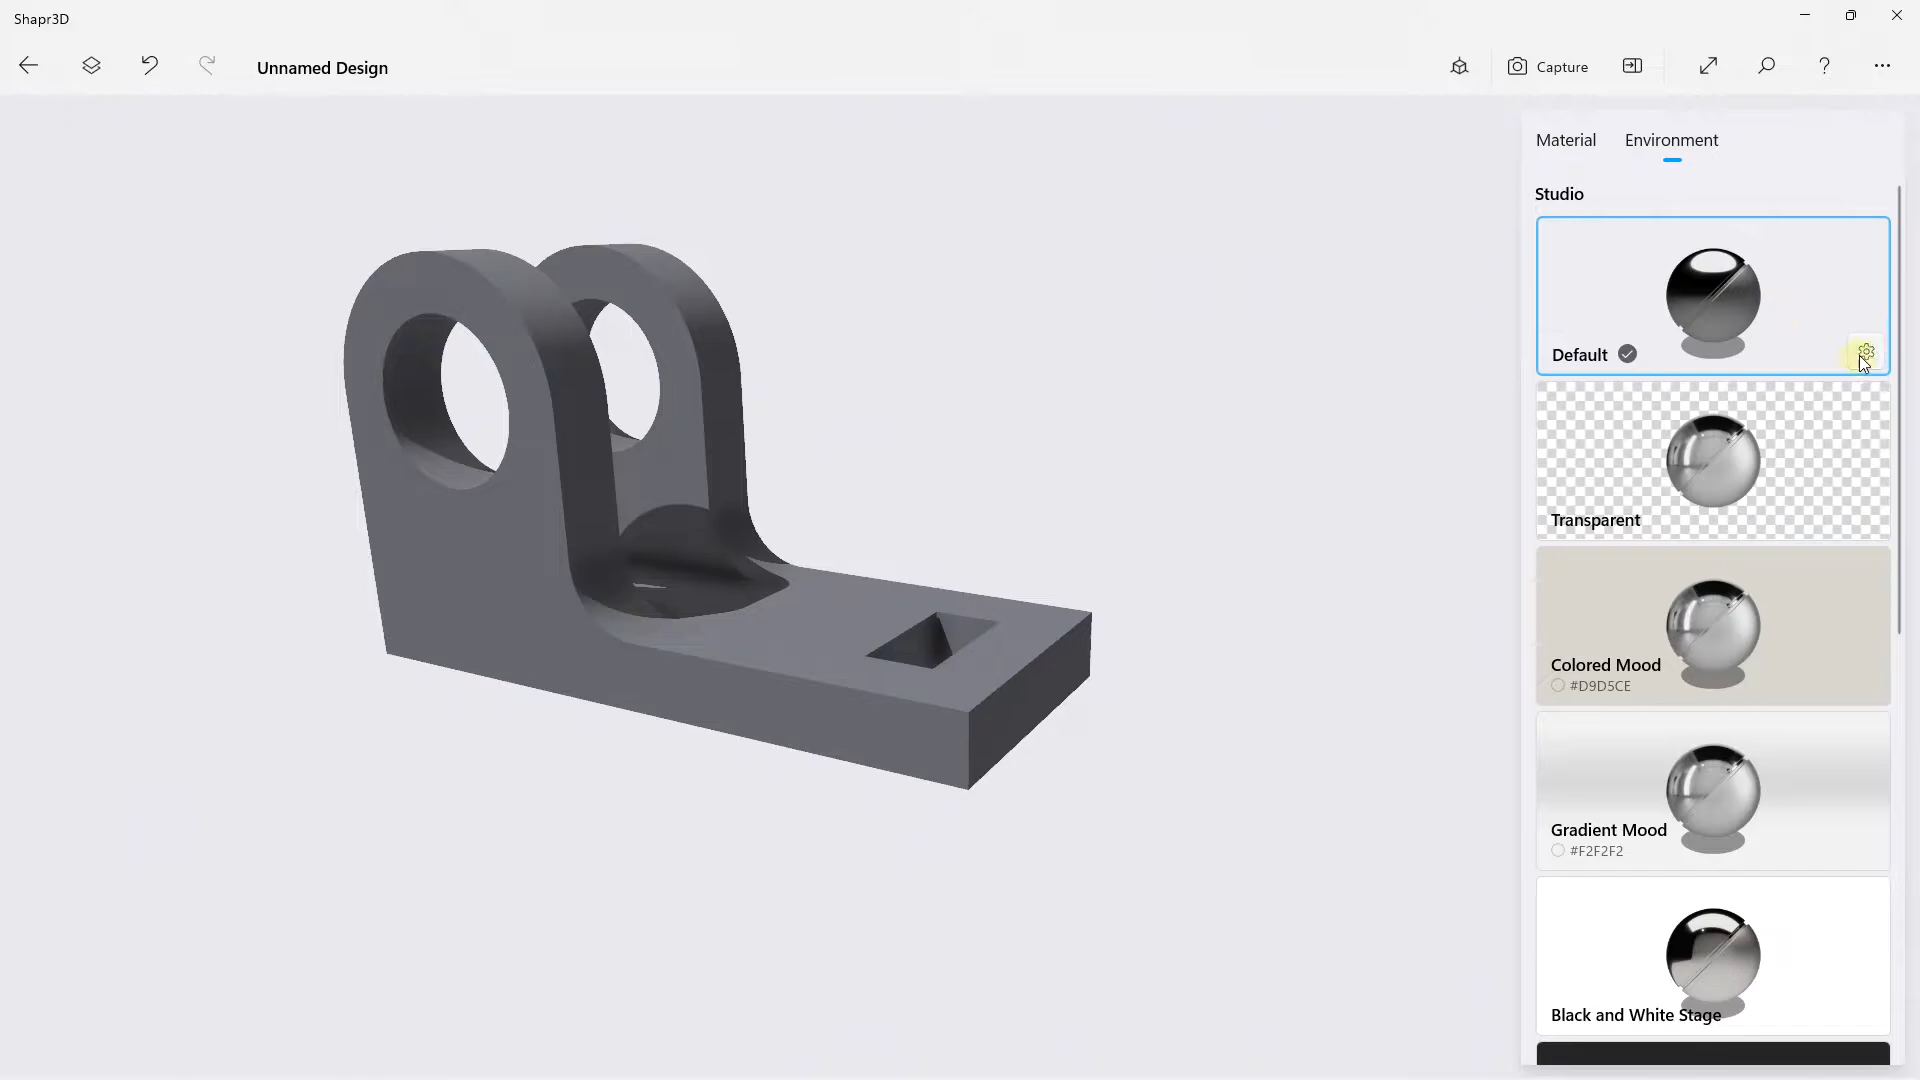 Shapr3D
Unnamed Design
Capture
Material
Environment
Studio
Default
Transparent
Colored Mood
#D9D5CE
Gradient Mood
#F2F2F2
Black and White Stage